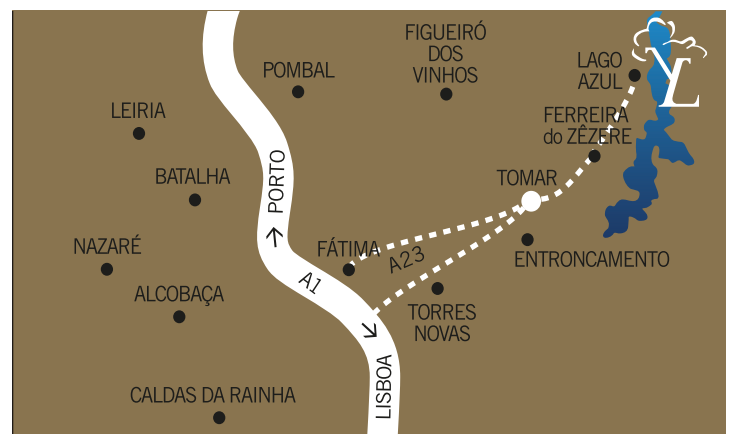 FIGUEIRÓ
DOS
VINHOS
POMBAL
LAGO
AZUL
YL
LEIRIA
FERREIRA
do ZÊZERE
BATALHA
PORTO
TOMAR
NAZARÉ
FÁTIMA
A23
ENTRONCAMENTO
ALCOBAÇA
A1
TORRES
NOVAS
LISBOA
CALDAS DA RAINHA